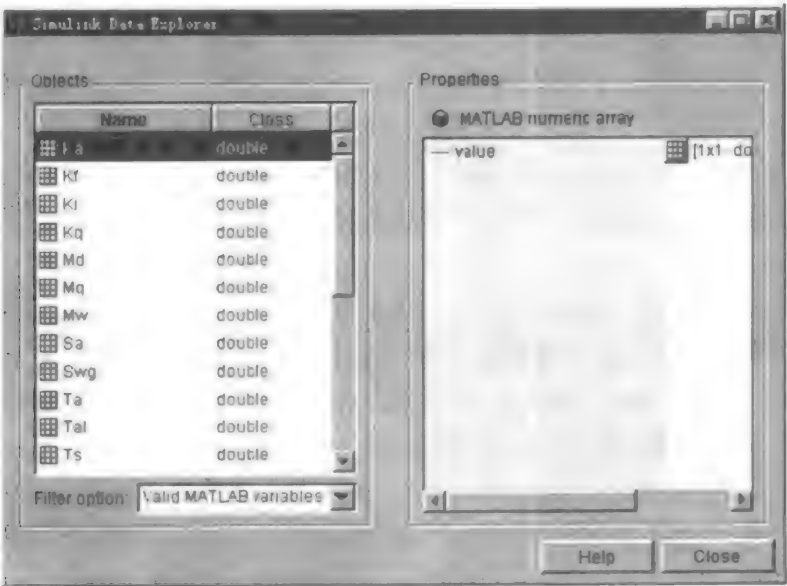 Simulink Data Explorer
Objects
Name Class
Ka double
Kf double
Ki double
Kq double
Md double
Mq double
Mw double
Sa double
Swg double
Ta double
Tal double
Ts double
Filter option: Valid MATLAB variables
Properties
MATLAB numeric array
value [1x1 do
Help Close